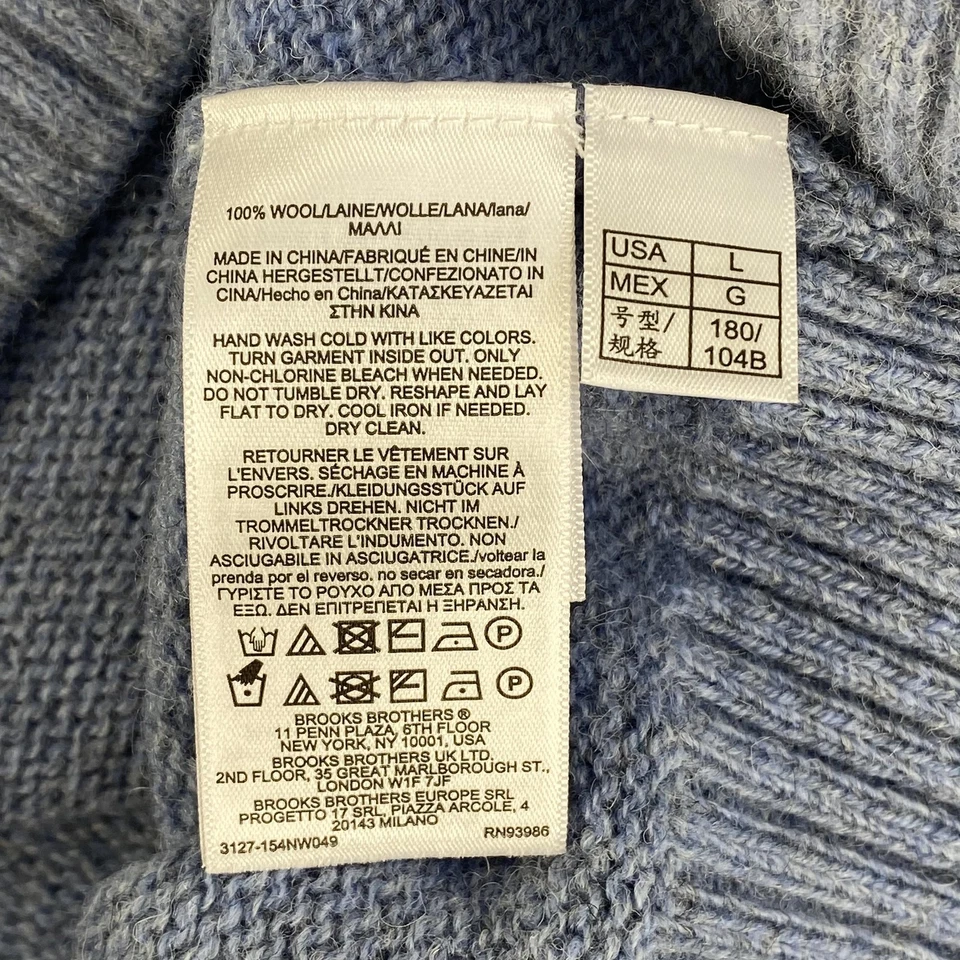 100% WOOL/LAINE/WOLLE/LANA/lana/
ΜΑΛΛΙ
MADE IN CHINA/FABRIQUÉ EN CHINE/IN
CHINA HERGESTELLT/CONFEZIONATO IN
CINA/Hecho en China/ΚΑΤΑΣΚΕΥΑΖΕΤΑΙ
ΣΤΗΝ ΚΙΝΑ
HAND WASH COLD WITH LIKE COLORS.
TURN GARMENT INSIDE OUT. ONLY
NON-CHLORINE BLEACH WHEN NEEDED.
DO NOT TUMBLE DRY. RESHAPE AND LAY
FLAT TO DRY. COOL IRON IF NEEDED.
DRY CLEAN.
RETOURNER LE VÊTEMENT SUR
L'ENVERS. SÉCHAGE EN MACHINE À
PROSCRIRE./KLEIDUNGSSTÜCK AUF
LINKS DREHEN. NICHT IM
TROMMELTROCKNER TROCKNEN./
RIVOLTARE L'INDUMENTO. NON
ASCIUGABILE IN ASCIUGATRICE./voltear la
prenda por el reverso. no secar en secadora./
ΓΥΡΙΣΤΕ ΤΟ ΡΟΥΧΟ ΑΠΟ ΜΕΣΑ ΠΡΟΣ ΤΑ
ΕΞΩ. ΔΕΝ ΕΠΙΤΡΕΠΕΤΑΙ Η ΞΗΡΑΝΣΗ.
P
P
BROOKS BROTHERS ®
11 PENN PLAZA, 6TH FLOOR
NEW YORK, NY 10001, USA
BROOKS BROTHERS UK LTD.
2ND FLOOR, 35 GREAT MARLBOROUGH ST.,
LONDON W1F 7JF
BROOKS BROTHERS EUROPE SRL
PROGETTO 17 SRL, PIAZZA ARCOLE, 4
20143 MILANO
3127-154NW049 RN93986
USA L
MEX G
号型/ 180/
规格 104B